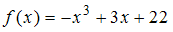 f(x) = −x³ + 3x + 22